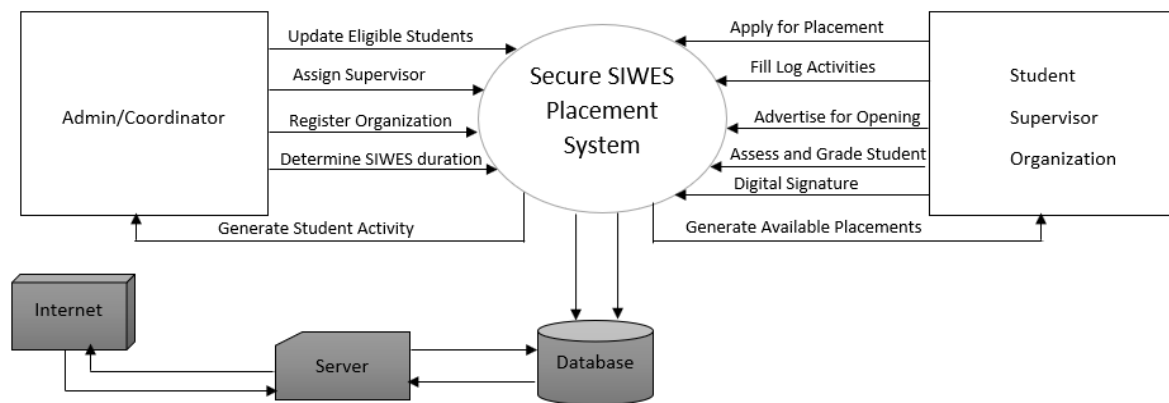 Admin/Coordinator
Update Eligible Students
Assign Supervisor
Register Organization
Determine SIWES duration
Generate Student Activity
Secure SIWES
Placement
System
Apply for Placement
Fill Log Activities
Advertise for Opening
Assess and Grade Student
Digital Signature
Generate Available Placements
Student
Supervisor
Organization
Internet
Server
Database